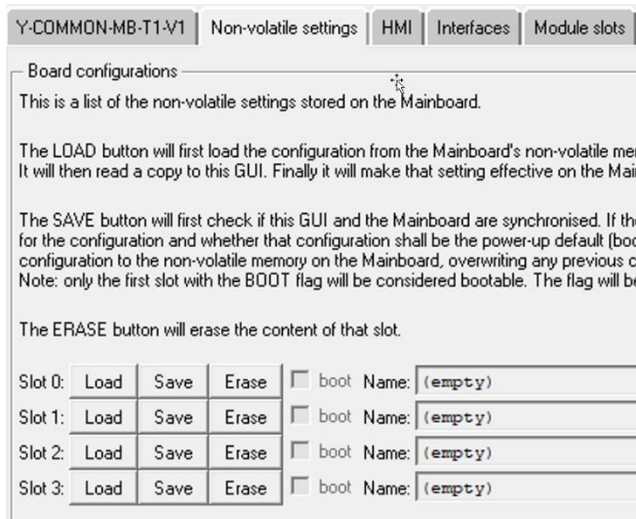 Y-COMMON-MB-T1-V1 Non-volatile settings HMI Interfaces Module slots
Board configurations
This is a list of the non-volatile settings stored on the Mainboard.
The LOAD button will first load the configuration from the Mainboard's non-volatile
It will then read a copy to this GUI. Finally it will make that setting effective on the
The SAVE button will first check if this GUI and the Mainboard are synchronised. If
for the configuration and whether that configuration shall be the power-up default
configuration to the non-volatile memory on the Mainboard, overwriting any previous
Note: only the first slot with the BOOT flag will be considered bootable. The flag will
The ERASE button will erase the content of that slot.
Slot 0: Load Save Erase boot Name: (empty)
Slot 1: Load Save Erase boot Name: (empty)
Slot 2: Load Save Erase boot Name: (empty)
Slot 3: Load Save Erase boot Name: (empty)